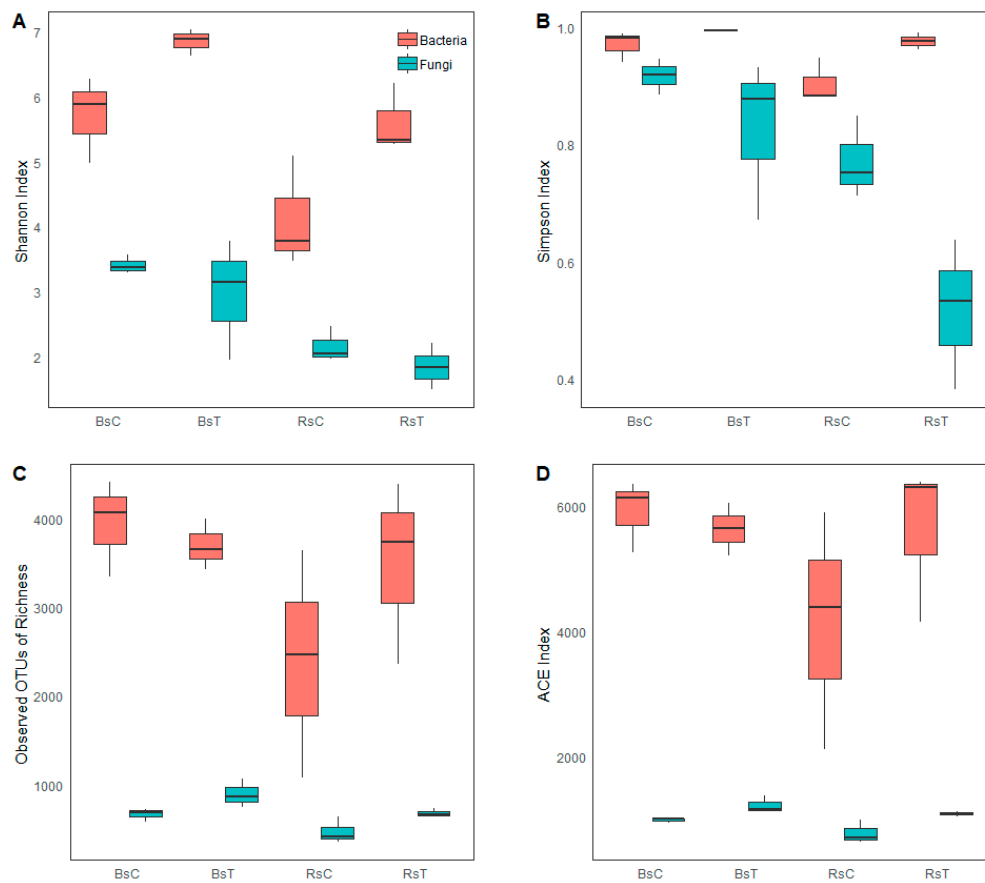 A
Shannon Index
7
6
5
4
3
2
Bacteria
Fungi
BsC BsT RsC RsT
B
Simpson Index
1.0
0.8
0.6
0.4
BsC BsT RsC RsT
C
Observed OTUs of Richness
4000
3000
2000
1000
BsC BsT RsC RsT
D
ACE Index
6000
4000
2000
BsC BsT RsC RsT